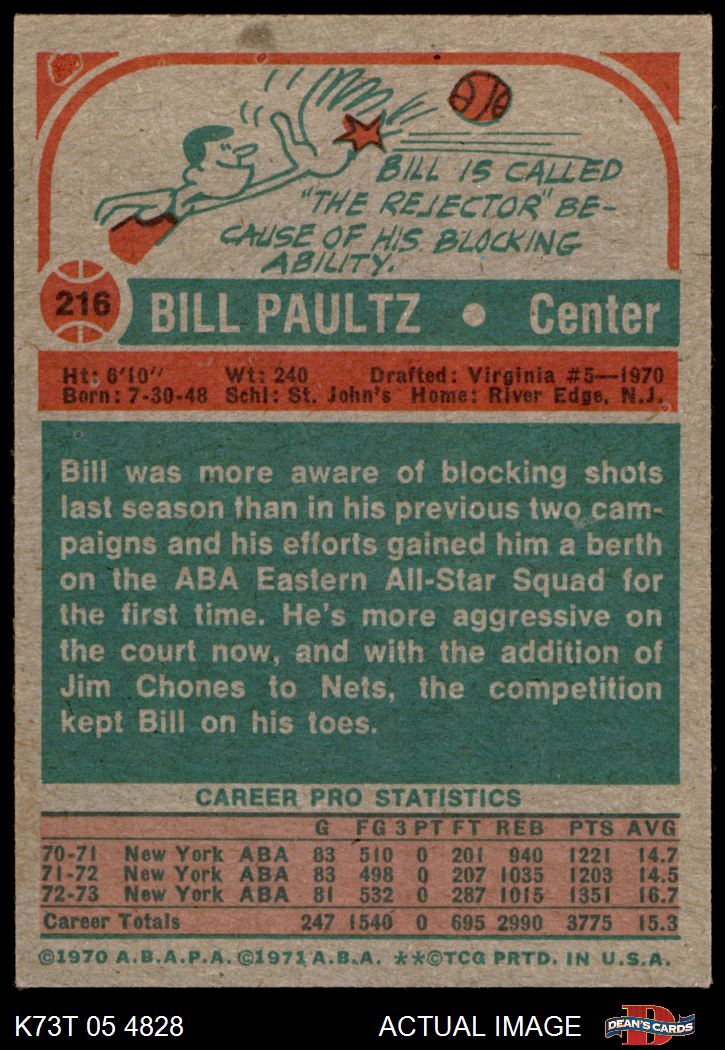 BILL IS CALLED
"THE REJECTOR" BE-
CAUSE OF HIS BLOCKING
ABILITY.
216 BILL PAULTZ • Center
Ht: 6'10" Wt: 240 Drafted: Virginia #5—1970
Born: 7-30-48 Schl: St. John's Home: River Edge, N.J.
Bill was more aware of blocking shots
last season than in his previous two cam-
paigns and his efforts gained him a berth
on the ABA Eastern All-Star Squad for
the first time. He's more aggressive on
the court now, and with the addition of
Jim Chones to Nets, the competition
kept Bill on his toes.
CAREER PRO STATISTICS
G FG 3 PT FT REB PTS AVG
70-71 New York ABA 83 510 0 201 940 1221 14.7
71-72 New York ABA 83 498 0 207 1035 1203 14.5
72-73 New York ABA 81 532 0 287 1015 1351 16.7
Career Totals 247 1540 0 695 2990 3775 15.3
©1970 A.B.A.P.A. ©1971 A.B.A. **©TCG PRTD. IN U.S.A.
K73T 05 4828 ACTUAL IMAGE DEAN'S CARDS